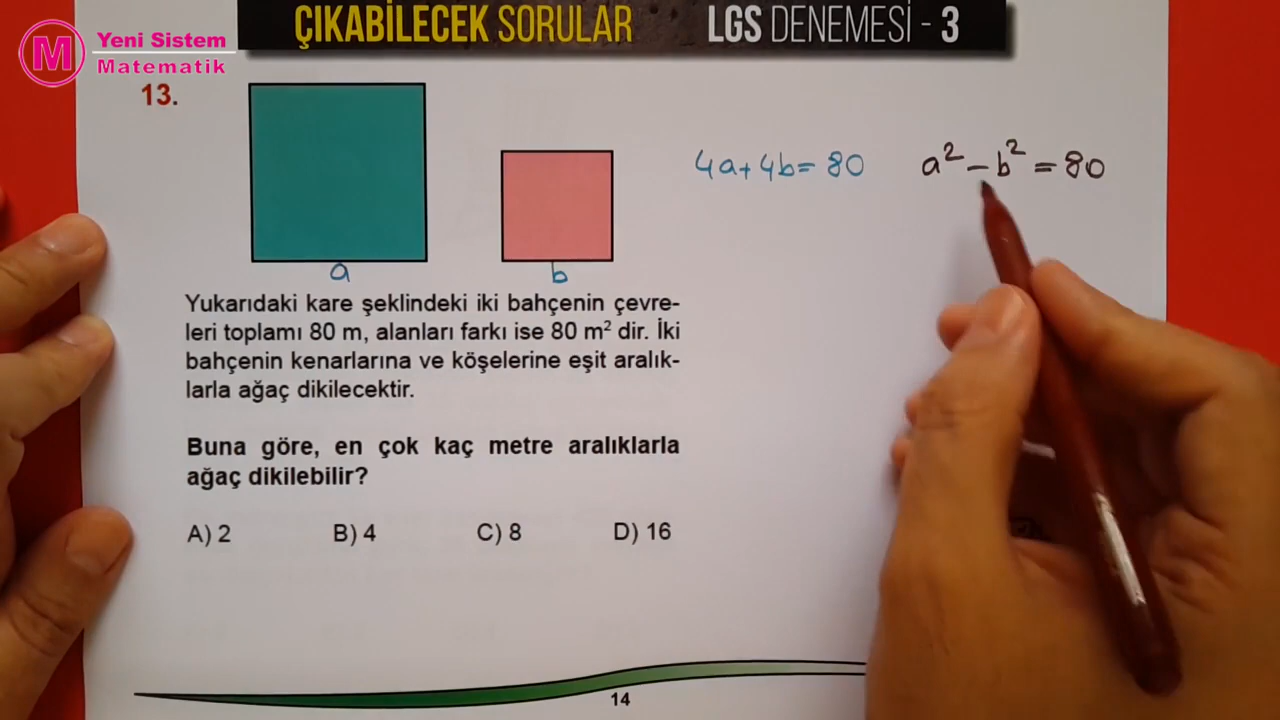 ÇIKABİLECEK SORULAR LGS DENEMESİ - 3
M Yeni Sistem
Matematik
13.
4a+4b=80 a²-b²=80
a b
Yukarıdaki kare şeklindeki iki bahçenin çevre-
leri toplamı 80 m, alanları farkı ise 80 m² dir. İki
bahçenin kenarlarına ve köşelerine eşit aralık-
larla ağaç dikilecektir.
Buna göre, en çok kaç metre aralıklarla
ağaç dikilebilir?
A) 2 B) 4 C) 8 D) 16
14